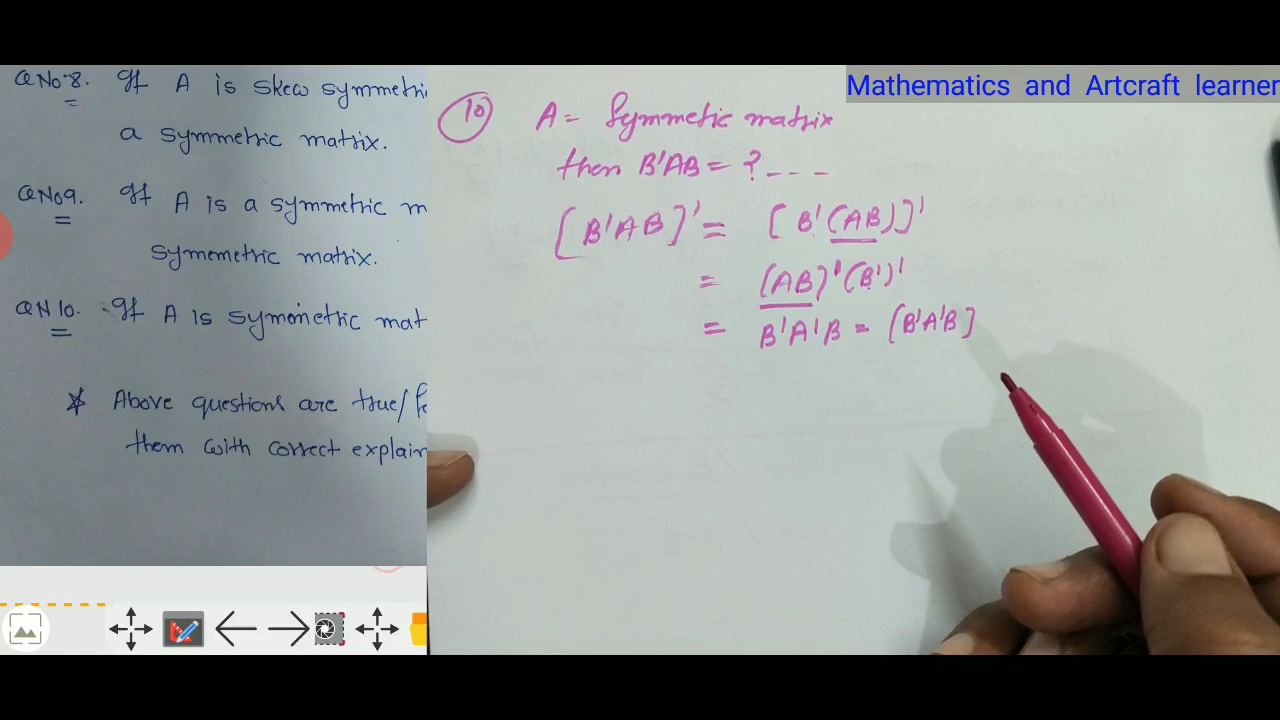 Mathematics and Artcraft learner
Q No 8. If A is skew symmetri
a symmetric matrix.
Q No 9. If A is a symmetric m
symemetric matrix.
Q N 10. If A is symmetric mat
* Above questions are true/
them with correct explain
10 A = Symmetic matrix
then B'AB = ? - - -
[B'AB]' = [B'(AB)]'
= (AB)'(B')'
= B'A'B = [B'A'B]